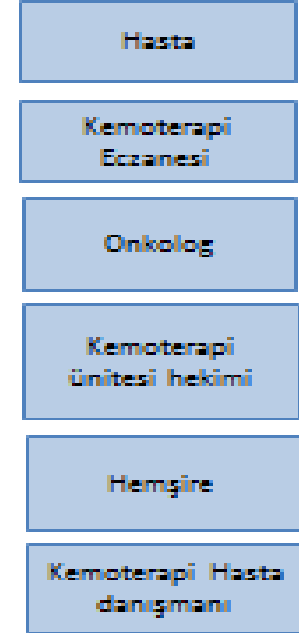 Hasta
Kemoterapi
Eczanesi
Onkolog
Kemoterapi
ünitesi hekimi
Hemşire
Kemoterapi Hasta
danışmanı